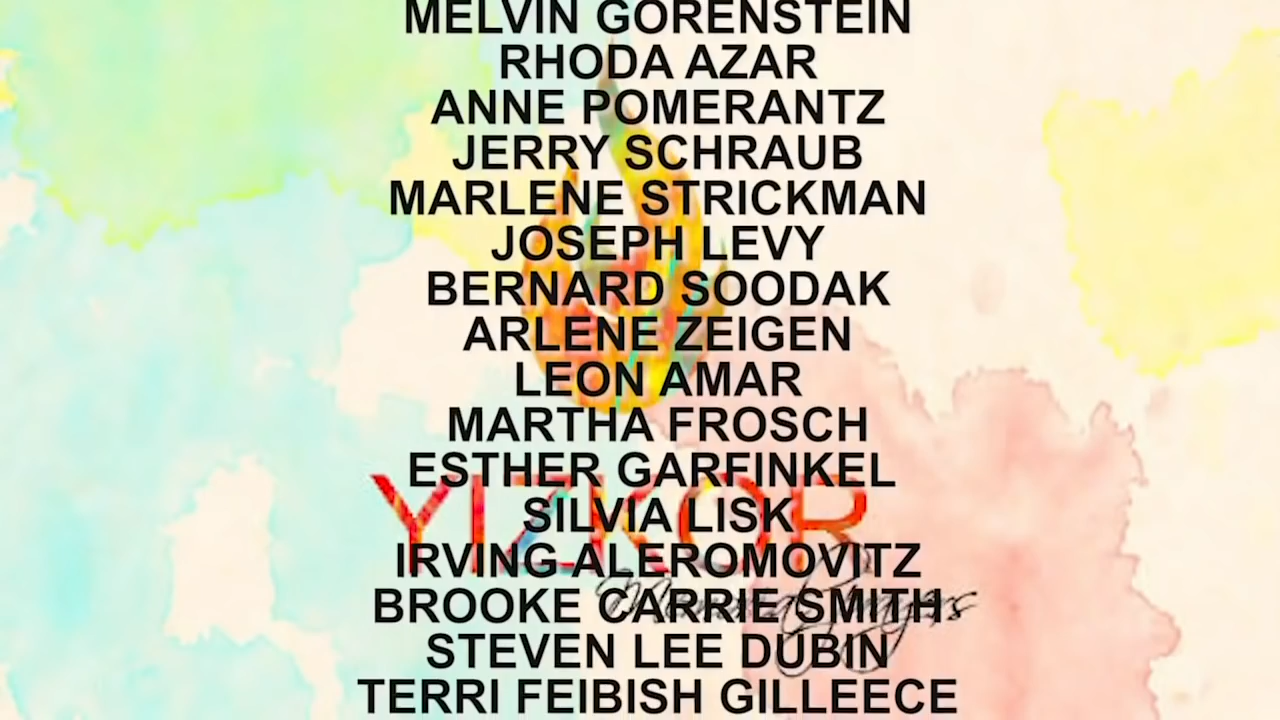 MELVIN GORENSTEIN
RHODA AZAR
ANNE POMERANTZ
JERRY SCHRAUB
MARLENE STRICKMAN
JOSEPH LEVY
BERNARD SOODAK
ARLENE ZEIGEN
LEON AMAR
MARTHA FROSCH
ESTHER GARFINKEL
YIZKOR
SILVIA LISK
IRVING ALEROMOVITZ
BROOKE CARRIE SMITH
STEVEN LEE DUBIN
TERRI FEIBISH GILLEECE